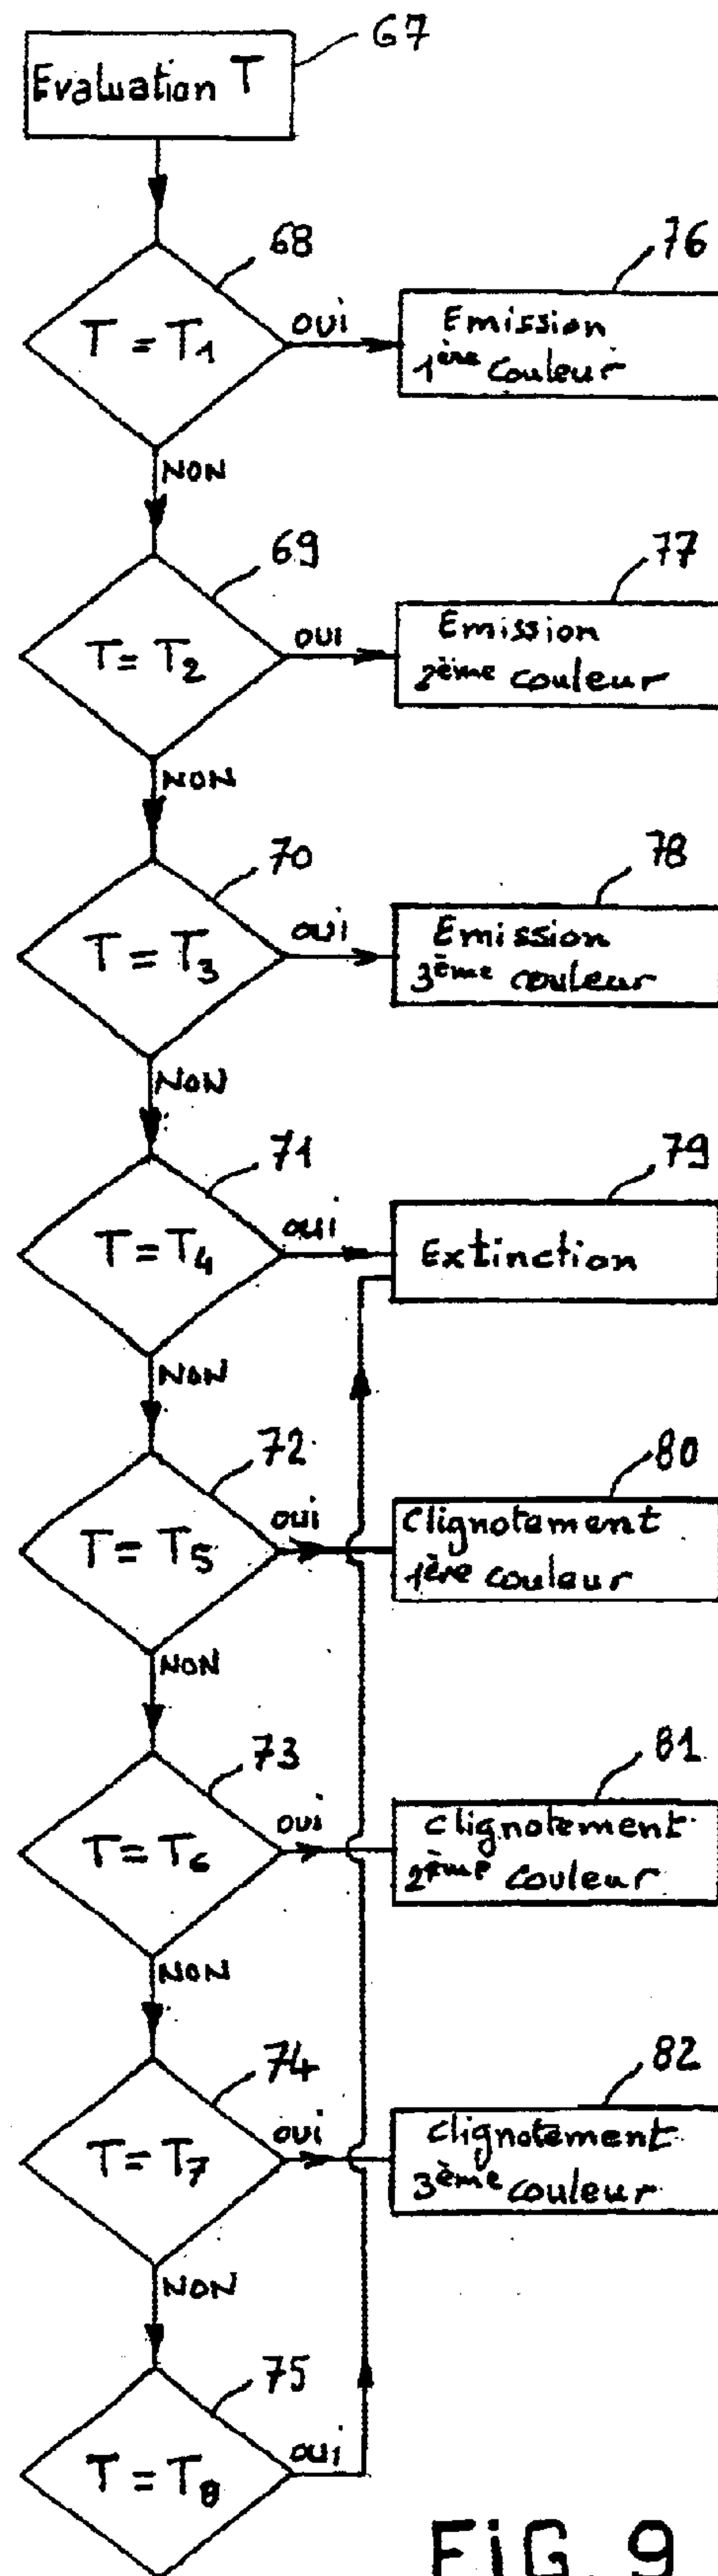 67
Evaluation T
68
T = T1
OUI
76
Emission
1ère couleur
NON
69
T = T2
OUI
77
Emission
2ème couleur
NON
70
T = T3
OUI
78
Emission
3ème couleur
NON
71
T = T4
OUI
79
Extinction
NON
72
T = T5
OUI
80
Clignotement
1ère couleur
NON
73
T = T6
OUI
81
Clignotement
2ème couleur
NON
74
T = T7
OUI
82
Clignotement
3ème couleur
NON
75
T = T8
OUI
FIG. 9